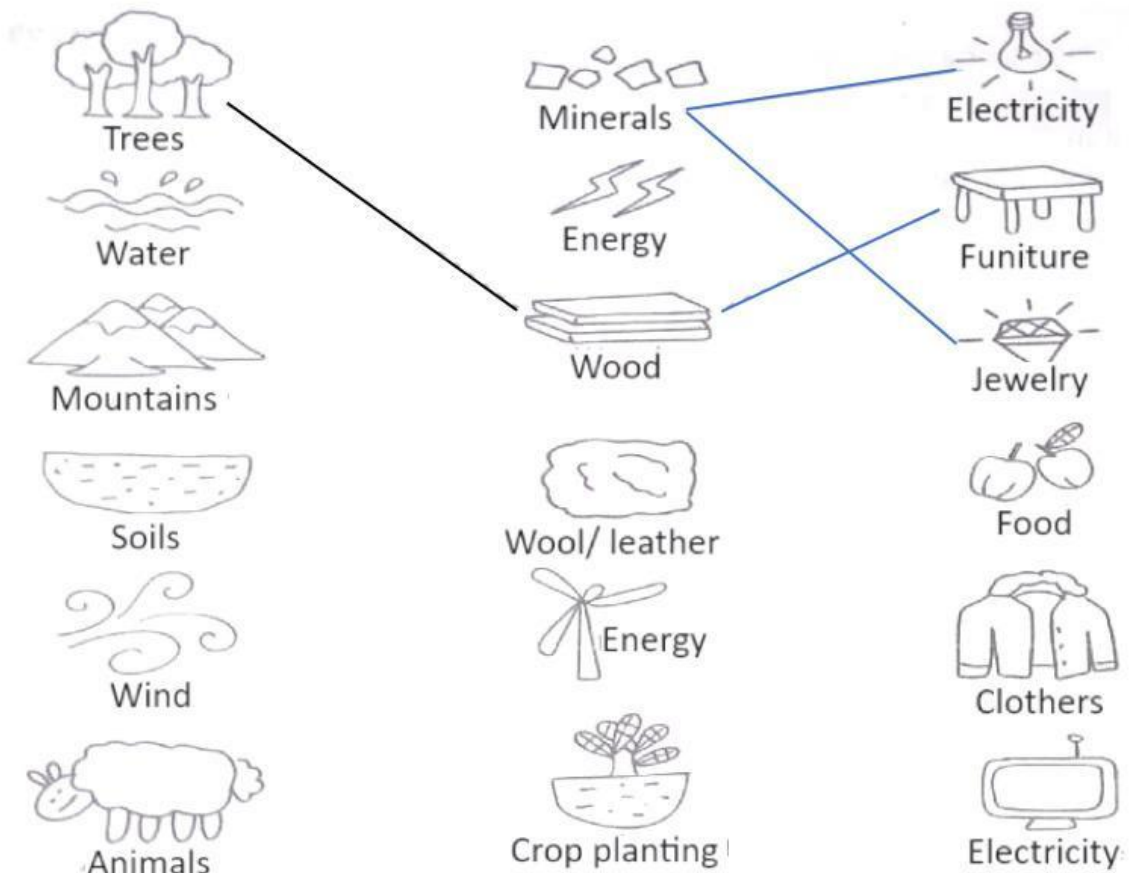 Trees
Minerals
Electricity
Water
Energy
Funiture
Mountains
Wood
Jewelry
Soils
Wool/ leather
Food
Wind
Energy
Clothers
Animals
Crop planting
Electricity